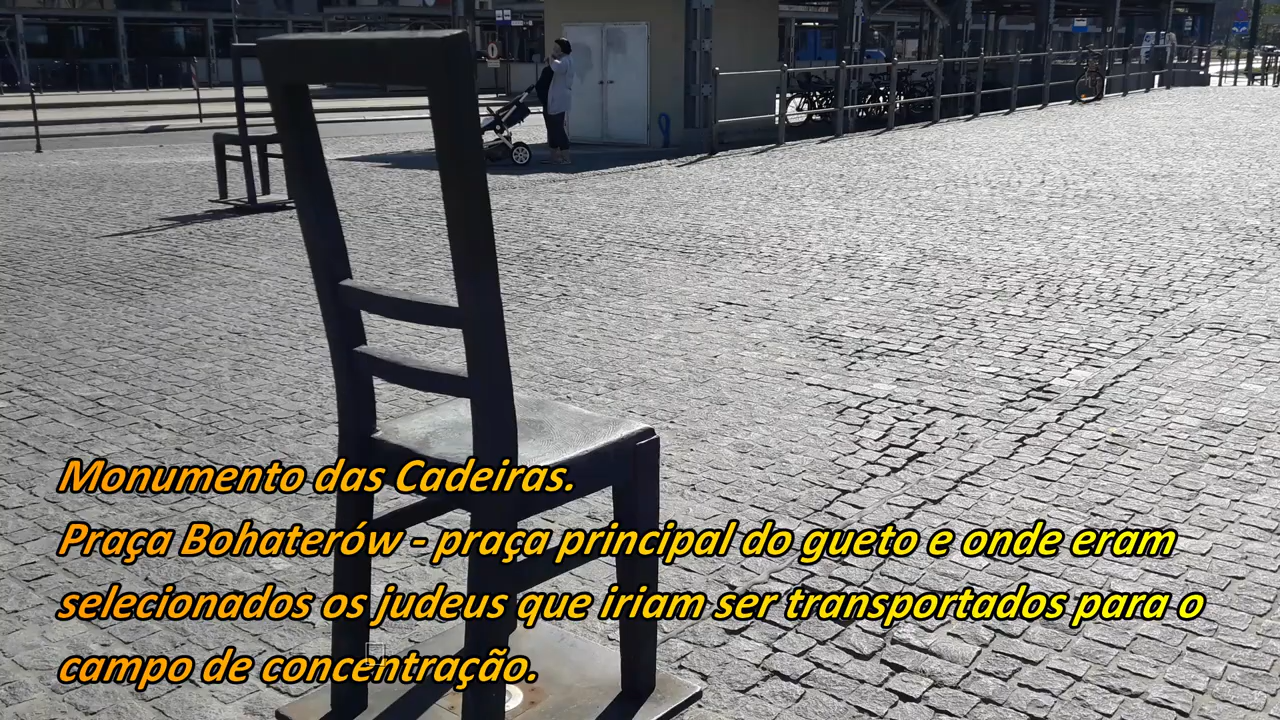 Monumento das Cadeiras.
Praça Bohaterów - praça principal do gueto e onde eram
selecionados os judeus que iriam ser transportados para o
campo de concentração.